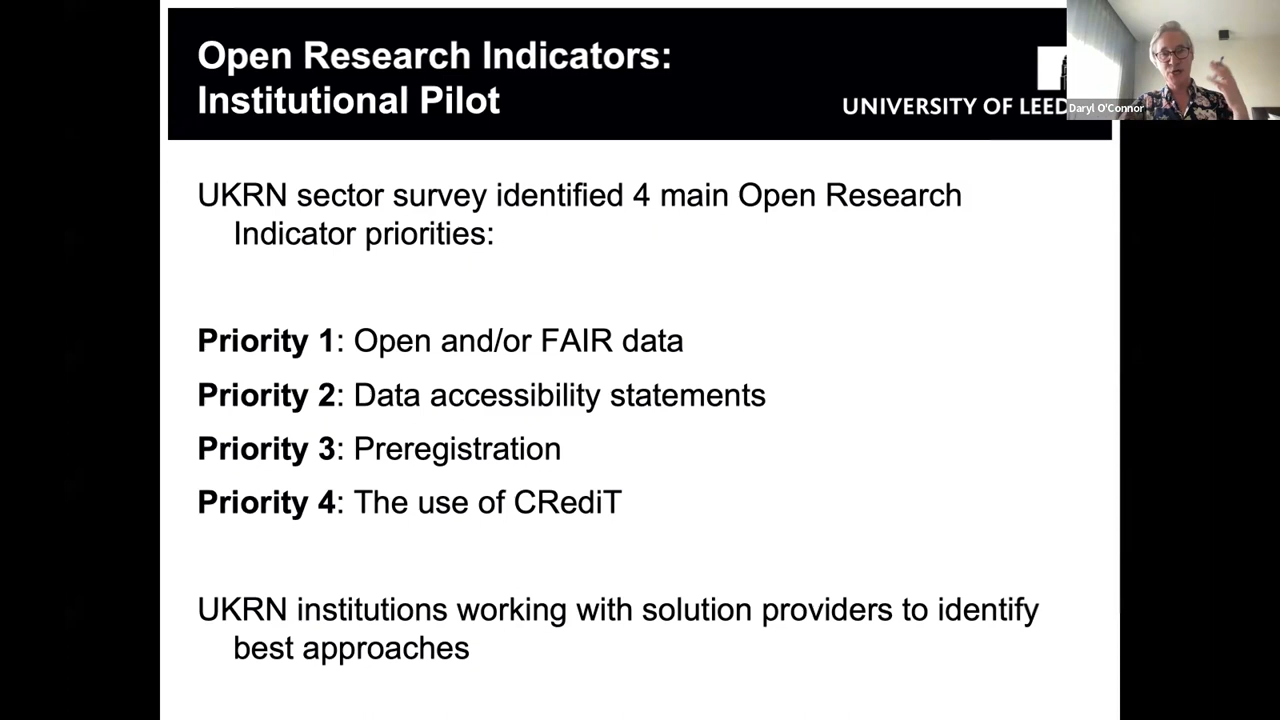 Open Research Indicators:
Institutional Pilot
UNIVERSITY OF LEED
Daryl O'Connor
UKRN sector survey identified 4 main Open Research
Indicator priorities:
Priority 1: Open and/or FAIR data
Priority 2: Data accessibility statements
Priority 3: Preregistration
Priority 4: The use of CRediT
UKRN institutions working with solution providers to identify
best approaches